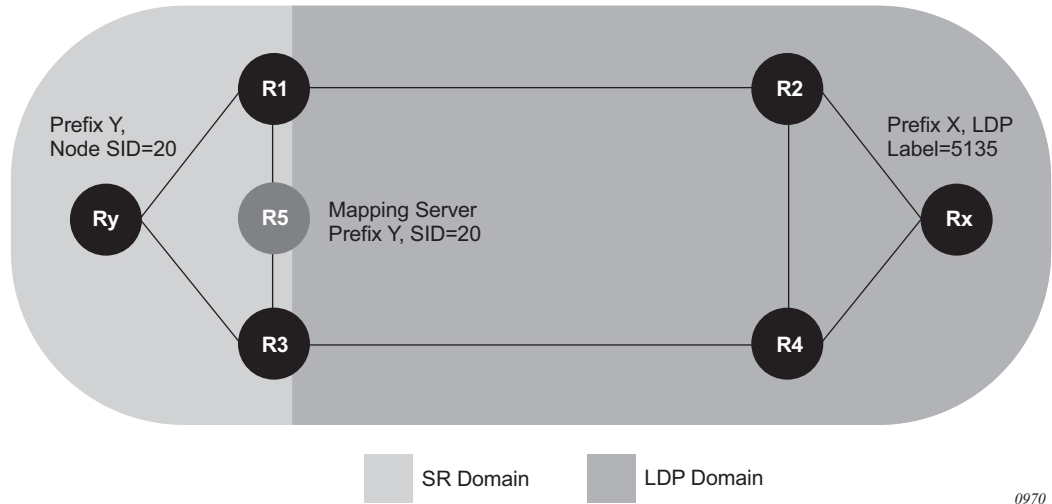 R1
R2
Prefix Y,
Node SID=20
Prefix X, LDP
Label=5135
Ry
R5
Mapping Server
Prefix Y, SID=20
Rx
R3
R4
SR Domain
LDP Domain
0970